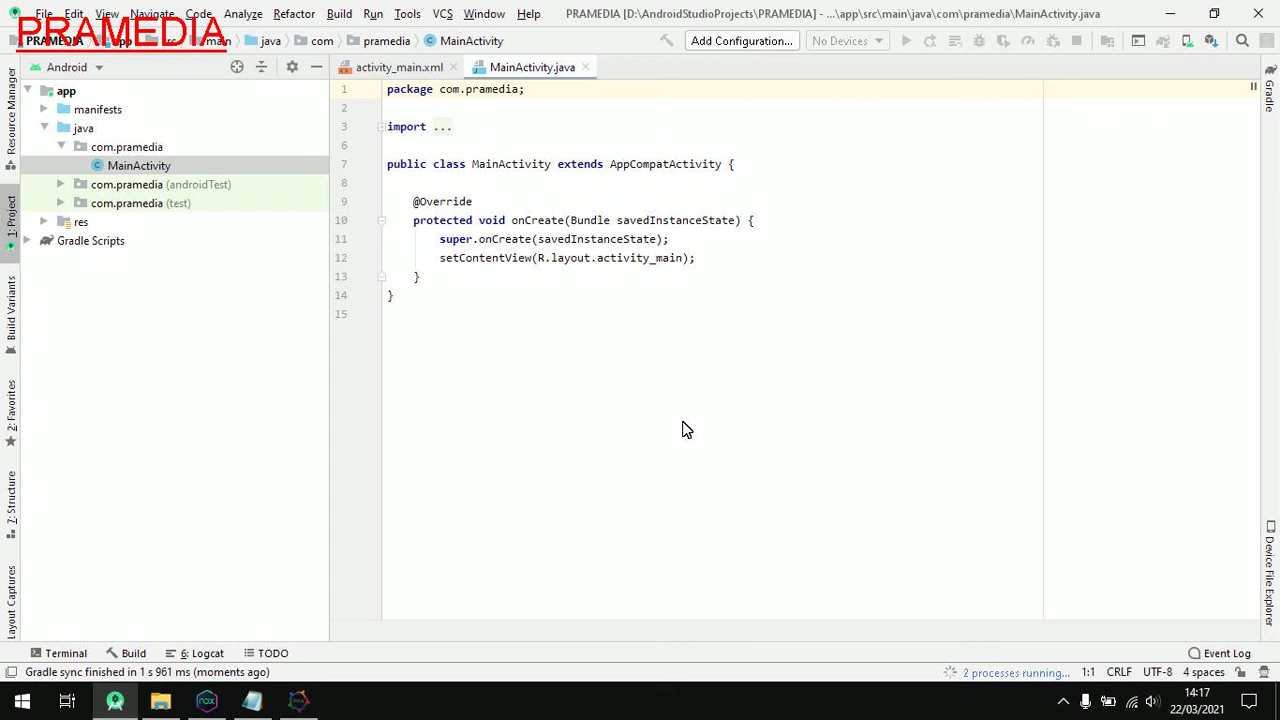 File Edit View Navigate Code Analyze Refactor Build Run Tools VCS Window Help PRAMEDIA [D:\AndroidStudioProject\PRAMEDIA] - ...\app\src\main\java\com\pramedia\MainActivity.java
PRAMEDIA
PRAMEDIA app src main java com pramedia MainActivity Add Configuration... No Devices
Android activity_main.xml MainActivity.java
app
manifests
java
com.pramedia
MainActivity
com.pramedia (androidTest)
com.pramedia (test)
res
Gradle Scripts
1 package com.pramedia;
2
3 import ...
6
7 public class MainActivity extends AppCompatActivity {
8
9 @Override
10 protected void onCreate(Bundle savedInstanceState) {
11 super.onCreate(savedInstanceState);
12 setContentView(R.layout.activity_main);
13 }
14 }
15
Resource Manager
1: Project
Build Variants
2: Favorites
7: Structure
Layout Captures
Gradle
Device File Explorer
Terminal Build 6: Logcat TODO Event Log
Gradle sync finished in 1 s 961 ms (moments ago) 2 processes running... 1:1 CRLF UTF-8 4 spaces
nox
14:17
22/03/2021